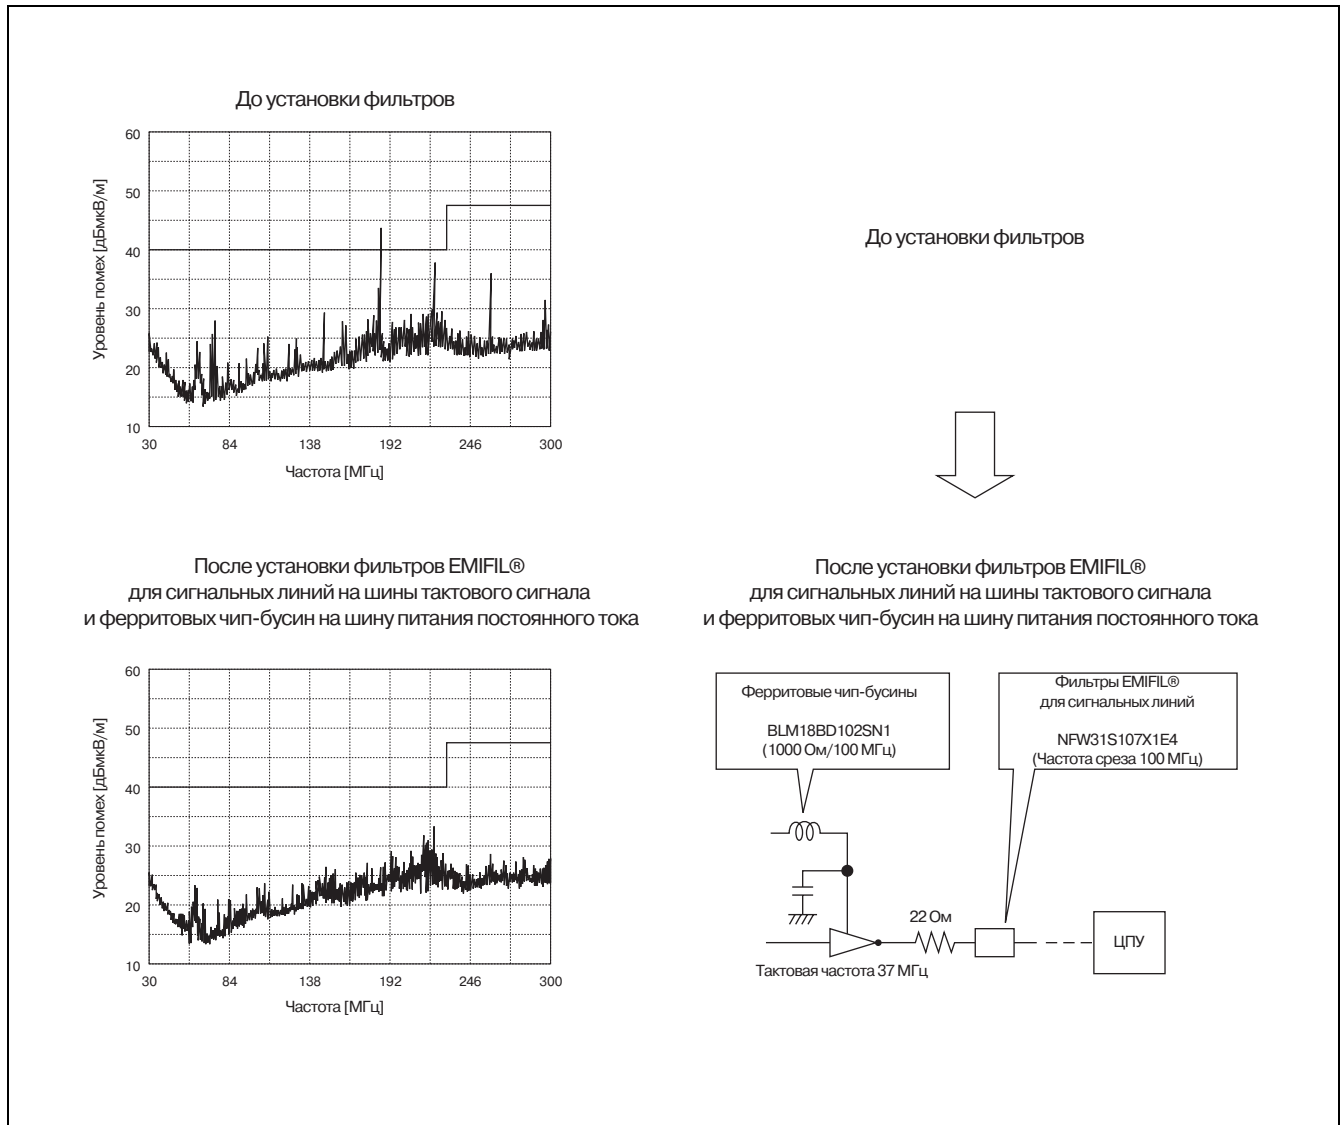 До установки фильтров
60
50
40
30
20
10
Уровень помех [дБмкВ/м]
30 84 138 192 246 300
Частота [МГц]
До установки фильтров
После установки фильтров EMIFIL®
для сигнальных линий на шины тактового сигнала
и ферритовых чип-бусин на шину питания постоянного тока
60
50
40
30
20
10
Уровень помех [дБмкВ/м]
30 84 138 192 246 300
Частота [МГц]
После установки фильтров EMIFIL®
для сигнальных линий на шины тактового сигнала
и ферритовых чип-бусин на шину питания постоянного тока
Ферритовые чип-бусины
BLM18BD102SN1
(1000 Ом/100 МГц)
Фильтры EMIFIL®
для сигнальных линий
NFW31S107X1E4
(Частота среза 100 МГц)
22 Ом
ЦПУ
Тактовая частота 37 МГц